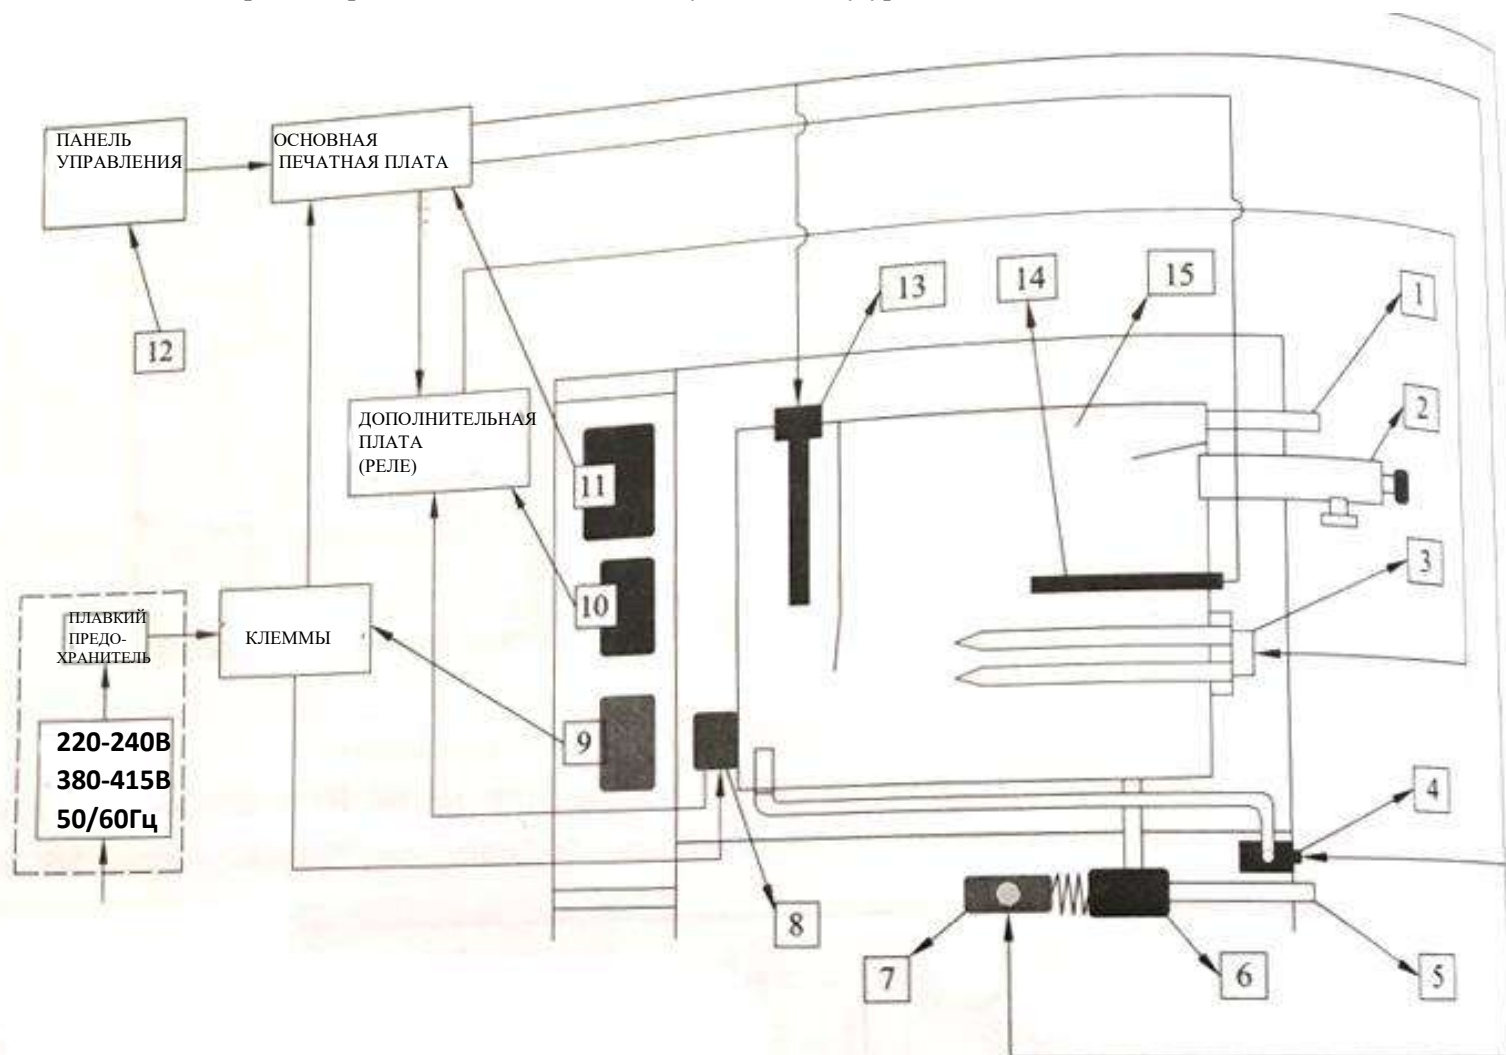 ПАНЕЛЬ
УПРАВЛЕНИЯ
ОСНОВНАЯ
ПЕЧАТНАЯ ПЛАТА
12
13
14
15
1
2
ДОПОЛНИТЕЛЬНАЯ
ПЛАТА
(РЕЛЕ)
11
10
3
ПЛАВКИЙ
ПРЕДО-
ХРАНИТЕЛЬ
КЛЕММЫ
9
220-240В
380-415В
50/60Гц
4
8
7
6
5